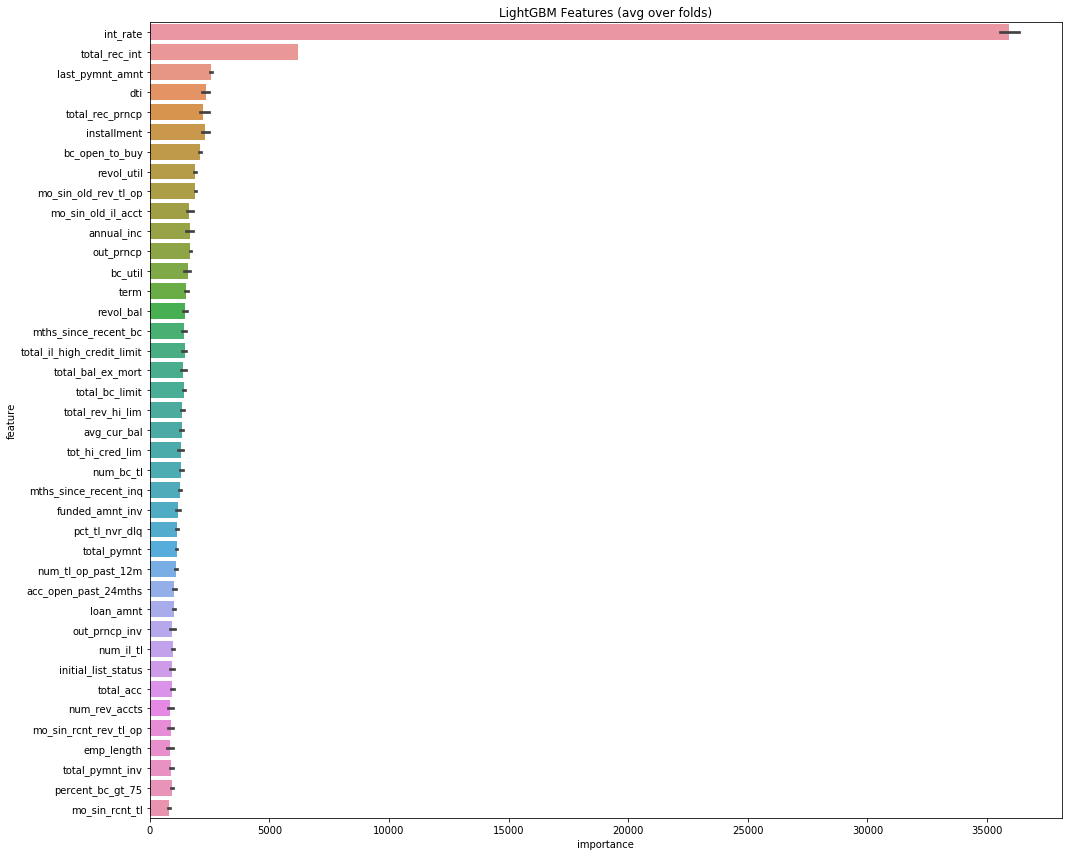 LightGBM Features (avg over folds)
int_rate
total_rec_int
last_pymnt_amnt
dti
total_rec_prncp
installment
bc_open_to_buy
revol_util
mo_sin_old_rev_tl_op
mo_sin_old_il_acct
annual_inc
out_prncp
bc_util
term
revol_bal
mths_since_recent_bc
total_il_high_credit_limit
total_bal_ex_mort
total_bc_limit
total_rev_hi_lim
avg_cur_bal
tot_hi_cred_lim
num_bc_tl
mths_since_recent_inq
funded_amnt_inv
pct_tl_nvr_dlq
total_pymnt
num_tl_op_past_12m
acc_open_past_24mths
loan_amnt
out_prncp_inv
num_il_tl
initial_list_status
total_acc
num_rev_accts
mo_sin_rcnt_rev_tl_op
emp_length
total_pymnt_inv
percent_bc_gt_75
mo_sin_rcnt_tl
feature
0 5000 10000 15000 20000 25000 30000 35000
importance